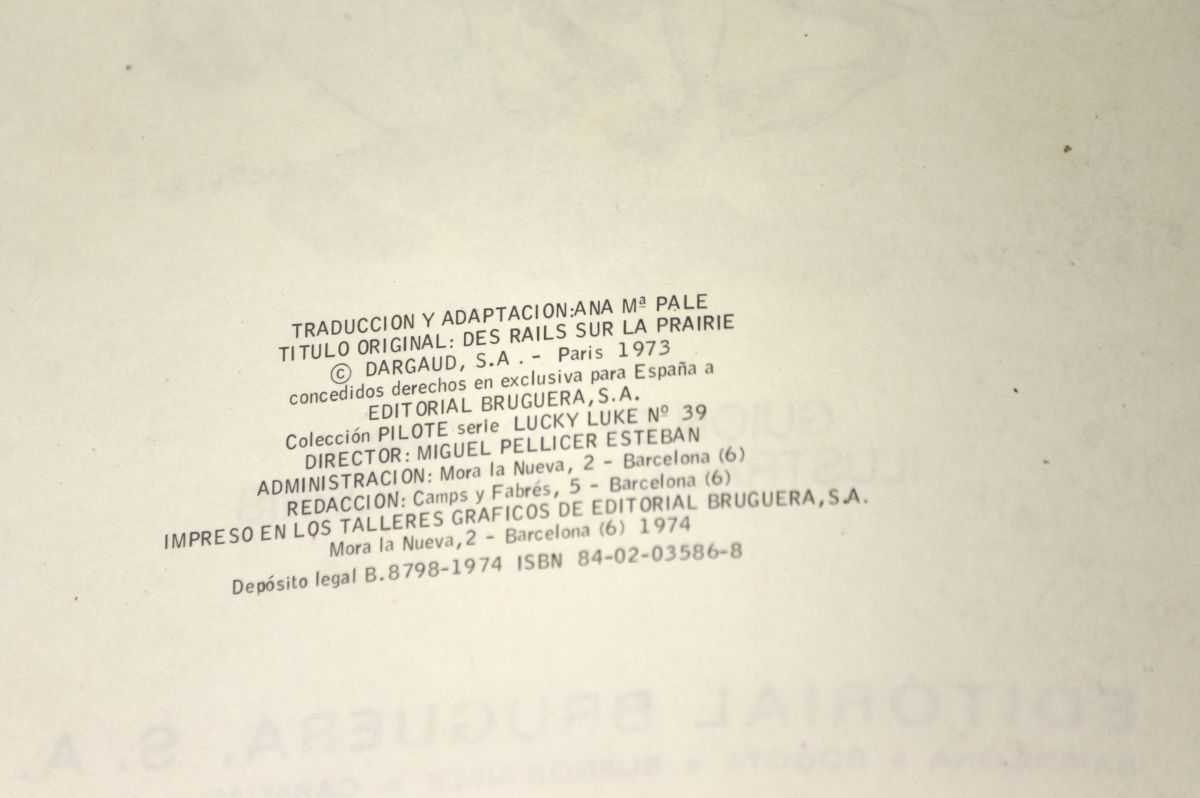 TRADUCCION Y ADAPTACION:ANA Mª PALE
TITULO ORIGINAL: DES RAILS SUR LA PRAIRIE
© DARGAUD, S.A . - Paris 1973
concedidos derechos en exclusiva para España a
EDITORIAL BRUGUERA,S.A.
Colección PILOTE serie LUCKY LUKE Nº 39
DIRECTOR: MIGUEL PELLICER ESTEBAN
ADMINISTRACION: Mora la Nueva, 2 - Barcelona (6)
REDACCION: Camps y Fabrés, 5 - Barcelona (6)
IMPRESO EN LOS TALLERES GRAFICOS DE EDITORIAL BRUGUERA,S.A.
Mora la Nueva,2 - Barcelona (6) 1974
Depósito legal B.8798-1974 ISBN 84-02-03586-8
EDITORIAL BRUGUERA, S. A.